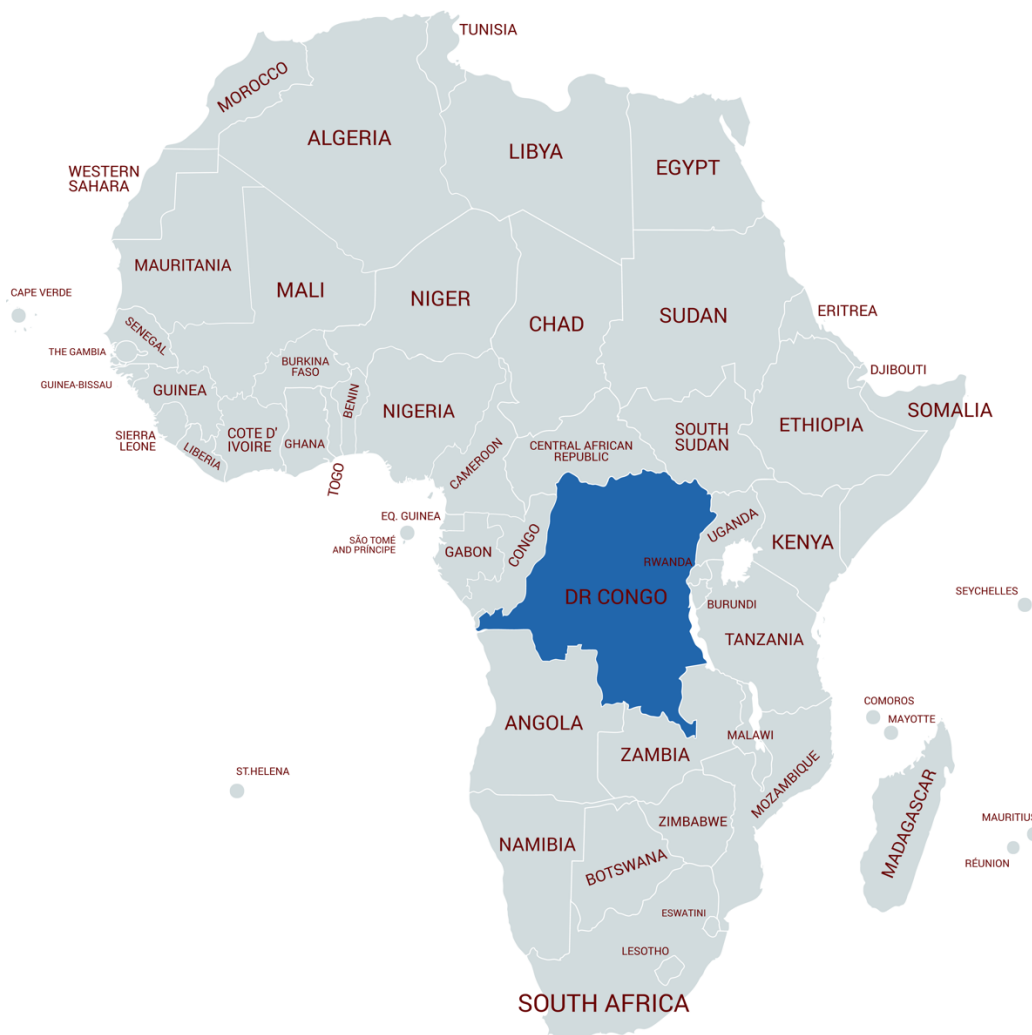 TUNISIA
MOROCCO
ALGERIA
LIBYA
EGYPT
WESTERN
SAHARA
MAURITANIA
MALI
NIGER
CHAD
SUDAN
ERITREA
CAPE VERDE
SENEGAL
THE GAMBIA
GUINEA-BISSAU
GUINEA
BURKINA
FASO
BENIN
NIGERIA
DJIBOUTI
SOMALIA
ETHIOPIA
SOUTH
SUDAN
SIERRA
LEONE
LIBERIA
COTE D'
IVOIRE
GHANA
TOGO
CAMEROON
CENTRAL AFRICAN
REPUBLIC
EQ. GUINEA
SÃO TOMÉ
AND PRÍNCIPE
GABON
CONGO
UGANDA
KENYA
RWANDA
DR CONGO
BURUNDI
TANZANIA
SEYCHELLES
COMOROS
MAYOTTE
ANGOLA
ZAMBIA
MALAWI
MOZAMBIQUE
ST.HELENA
MADAGASCAR
MAURITIUS
RÉUNION
NAMIBIA
ZIMBABWE
BOTSWANA
ESWATINI
LESOTHO
SOUTH AFRICA